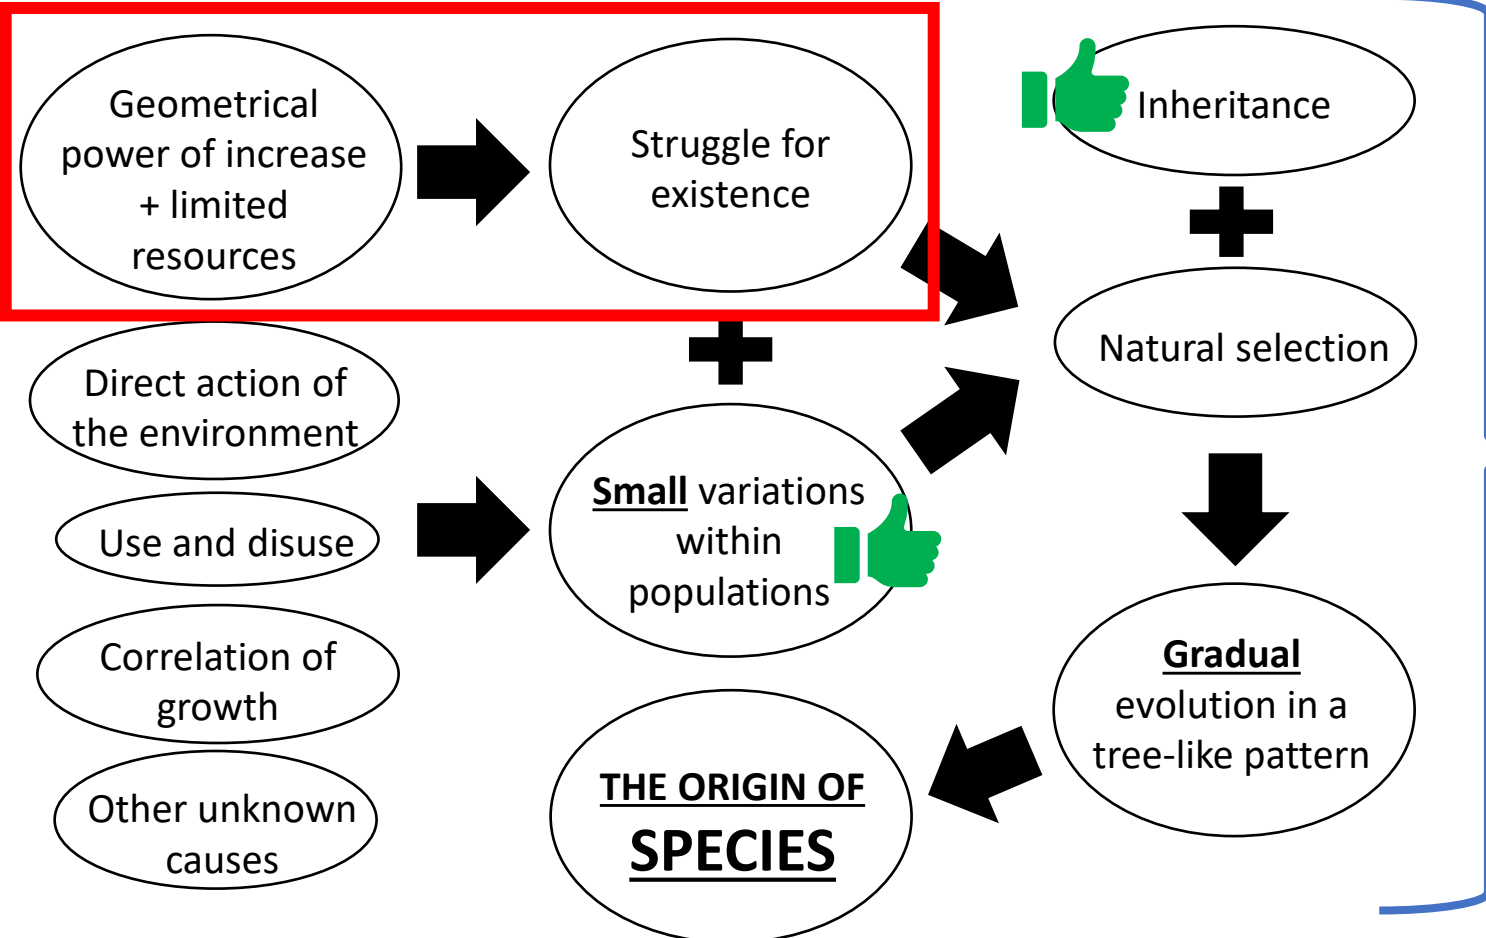 Geometrical
power of increase
+ limited
resources
Struggle for
existence
Inheritance
Natural selection
Direct action of
the environment
Use and disuse
Correlation of
growth
Other unknown
causes
Small variations
within
populations
Gradual
evolution in a
tree-like pattern
THE ORIGIN OF
SPECIES